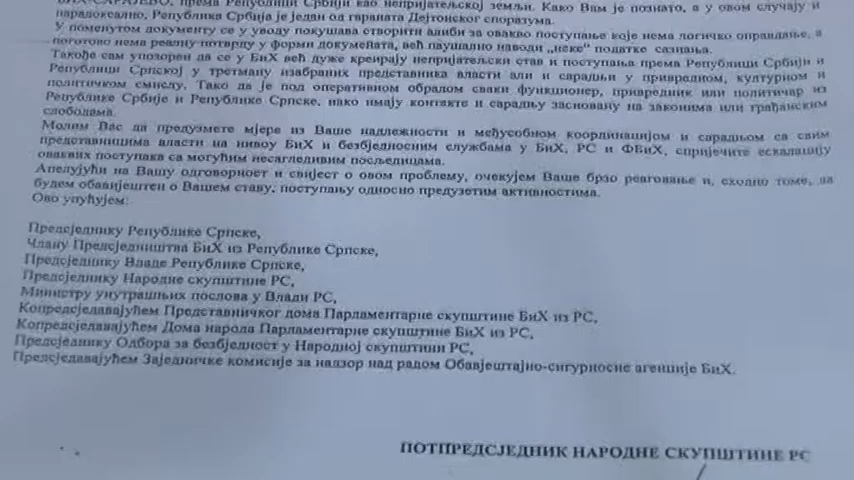 према Републици Србији као непријатељској земљи. Како Вам је познато, а у овом случају и
парадоксално, Република Србија је један од гараната Дејтонског споразума.
У поменутом документу се у уводу покушава створити алиби за овакво поступање које нема логичко оправдање, а
поготово нема реалну потврду у форми докумената, већ паушално наводи „неке“ податке сазнања.
Такође сам упозорен да се у БиХ већ дуже креирају непријатељски став и поступања према Републици Србији и
Републици Српској у третману изабраних представника власти али и сарадњи у привредном, културном и
политичком смислу. Тако да је под оперативном обралом сваки функционер, привредник или политичар из
Републике Србије и Републике Српске, иако имају контакте и сарадњу засновану на законима или грађанским
слободама.
Молим Вас да предузмете мјере из Ваше надлежности и међусобном координацијом и сарадњом са свим
представницима власти на нивоу БиХ и безбједносним службама у БиХ, РС и ФБиХ, спријечите ескалацију
оваквих поступака са могућим несагледивим посљедицама.
Апелујући на Вашу одговорност и свијест о овом проблему, очекујем Ваше брзо реаговање и, сходно томе, да
будем обавијештен о Вашем ставу, поступању односно предузетим активностима.
Ово упућујем:
Предсједнику Републике Српске,
Члану Предсједништва БиХ из Републике Српске,
Предсједнику Владе Републике Српске,
Предсједнику Народне скупштине РС,
Министру унутрашњих послова у Влади РС,
Копредсједавајућем Представничког дома Парламентарне скупштине БиХ из РС,
Копредсједавајућем Дома народа Парламентарне скупштине БиХ из РС,
Предсједнику Одбора за безбједност у Народној скупштини РС,
Предсједавајућем Заједничке комисије за надзор над радом Обавјештајно-сигурносне агенције БиХ.
ПОТПРЕДСЈЕДНИК НАРОДНЕ СКУПШТИНЕ РС